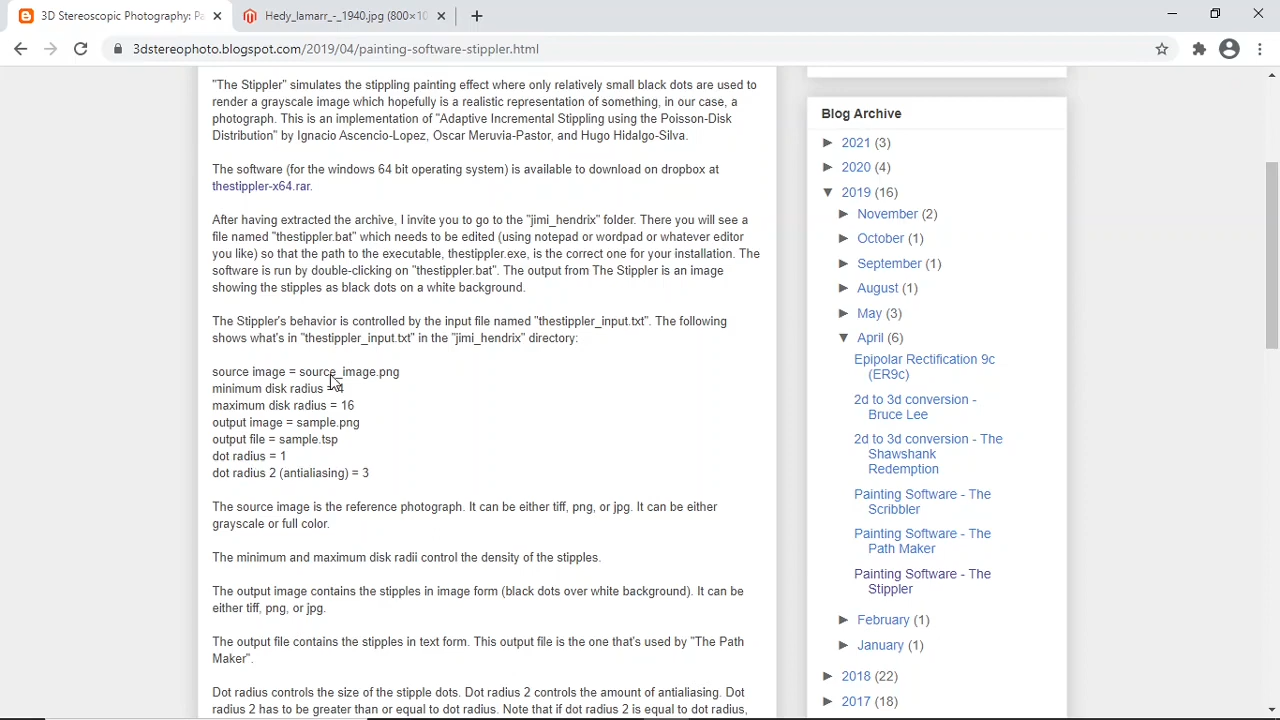 3D Stereoscopic Photography: Pa
Hedy_lamarr_-_1940.jpg (800×10
3dstereophoto.blogspot.com/2019/04/painting-software-stippler.html
"The Stippler" simulates the stippling painting effect where only relatively small black dots are used to
render a grayscale image which hopefully is a realistic representation of something, in our case, a
photograph. This is an implementation of "Adaptive Incremental Stippling using the Poisson-Disk
Distribution" by Ignacio Ascencio-Lopez, Oscar Meruvia-Pastor, and Hugo Hidalgo-Silva.
The software (for the windows 64 bit operating system) is available to download on dropbox at
thestippler-x64.rar.
After having extracted the archive, I invite you to go to the "jimi_hendrix" folder. There you will see a
file named "thestippler.bat" which needs to be edited (using notepad or wordpad or whatever editor
you like) so that the path to the executable, thestippler.exe, is the correct one for your installation. The
software is run by double-clicking on "thestippler.bat". The output from The Stippler is an image
showing the stipples as black dots on a white background.
The Stippler's behavior is controlled by the input file named "thestippler_input.txt". The following
shows what's in "thestippler_input.txt" in the "jimi_hendrix" directory:
source image = source_image.png
minimum disk radius = 4
maximum disk radius = 16
output image = sample.png
output file = sample.tsp
dot radius = 1
dot radius 2 (antialiasing) = 3
The source image is the reference photograph. It can be either tiff, png, or jpg. It can be either
grayscale or full color.
The minimum and maximum disk radii control the density of the stipples.
The output image contains the stipples in image form (black dots over white background). It can be
either tiff, png, or jpg.
The output file contains the stipples in text form. This output file is the one that's used by "The Path
Maker".
Dot radius controls the size of the stipple dots. Dot radius 2 controls the amount of antialiasing. Dot
radius 2 has to be greater than or equal to dot radius. Note that if dot radius 2 is equal to dot radius,
Blog Archive
► 2021 (3)
► 2020 (4)
▼ 2019 (16)
► November (2)
► October (1)
► September (1)
► August (1)
► May (3)
▼ April (6)
Epipolar Rectification 9c
(ER9c)
2d to 3d conversion -
Bruce Lee
2d to 3d conversion - The
Shawshank
Redemption
Painting Software - The
Scribbler
Painting Software - The
Path Maker
Painting Software - The
Stippler
► February (1)
► January (1)
► 2018 (22)
► 2017 (18)